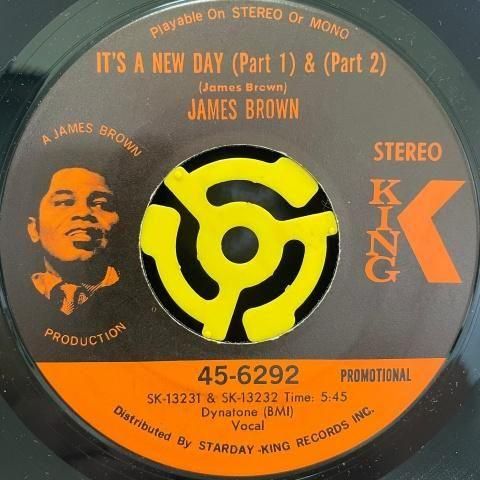 Playable On STEREO Or MONO
IT'S A NEW DAY (Part 1) & (Part 2)
(James Brown)
JAMES BROWN
A JAMES BROWN
PRODUCTION
STEREO
KING
45-6292
PROMOTIONAL
SK-13231 & SK-13232 Time: 5:45
Dynatone (BMI)
Vocal
Distributed By STARDAY-KING RECORDS INC.